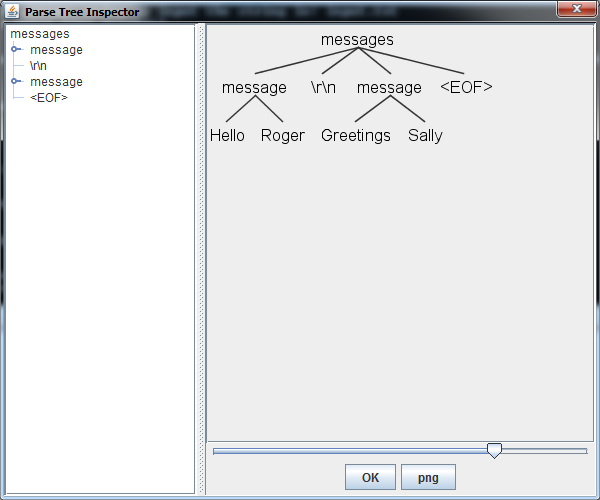 Parse Tree Inspector
messages
message
\r\n
message
<EOF>
messages
message \r\n message <EOF>
Hello Roger Greetings Sally
OK png